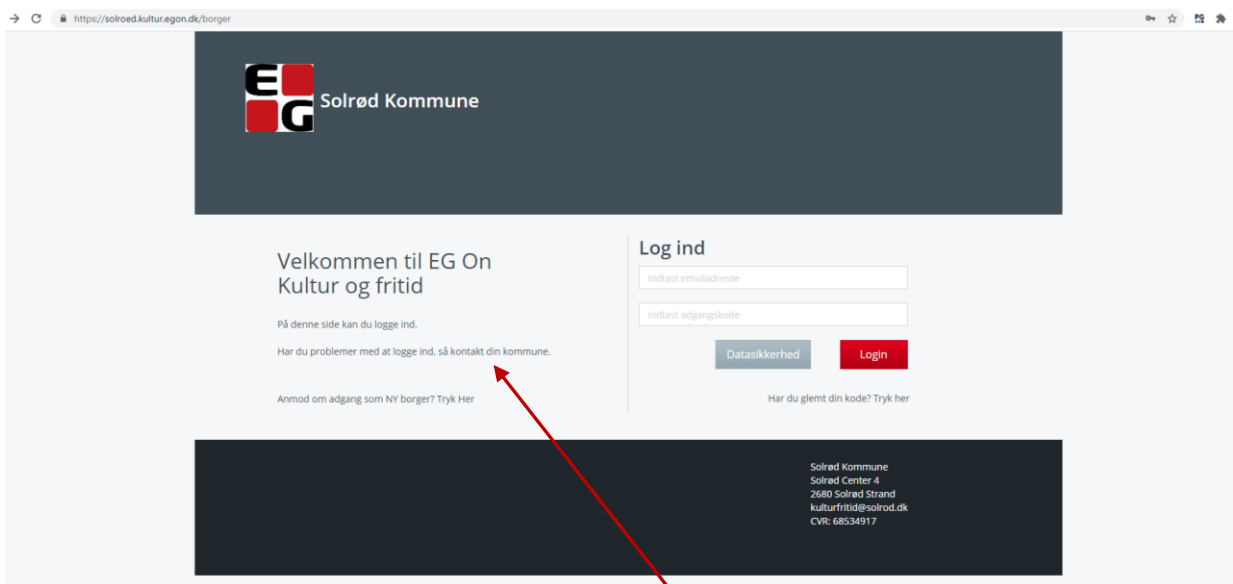 https://solroed.kultur.egon.dk/borger
EG
Solrød Kommune
Velkommen til EG On
Kultur og fritid
På denne side kan du logge ind.
Har du problemer med at logge ind, så kontakt din kommune.
Anmod om adgang som NY borger? Tryk Her
Log ind
Indtast emailadresse
Indtast adgangskode
Datasikkerhed
Login
Har du glemt din kode? Tryk her
Solrød Kommune
Solrød Center 4
2680 Solrød Strand
kulturfritid@solrod.dk
CVR: 68534917